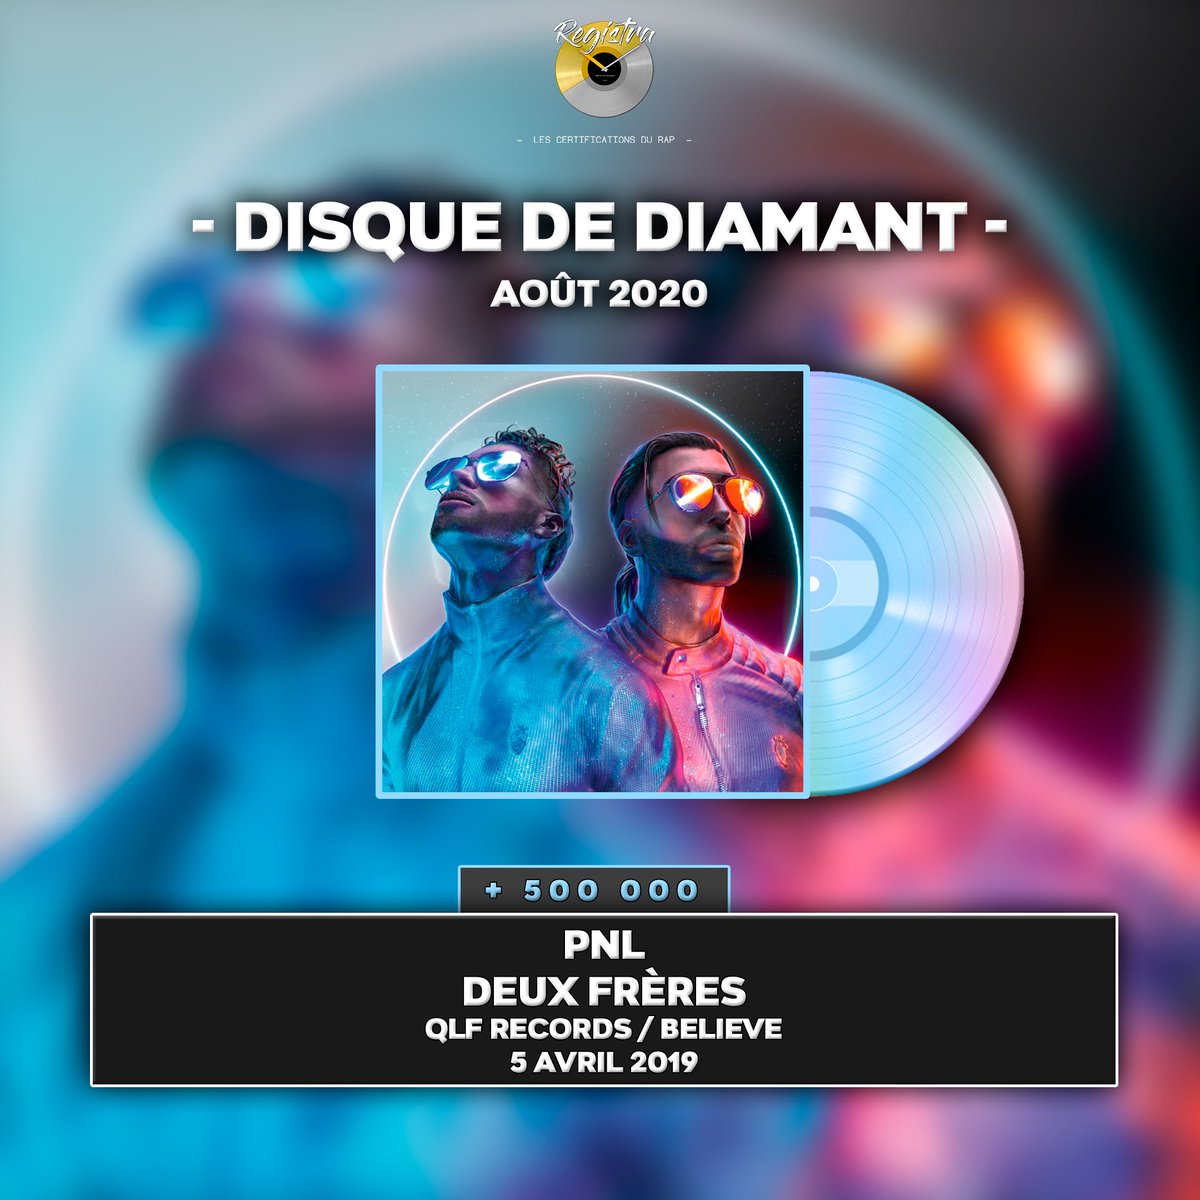 Registra
- LES CERTIFICATIONS DU RAP -
- DISQUE DE DIAMANT -
AOÛT 2020
+ 500 000
PNL
DEUX FRÈRES
QLF RECORDS / BELIEVE
5 AVRIL 2019